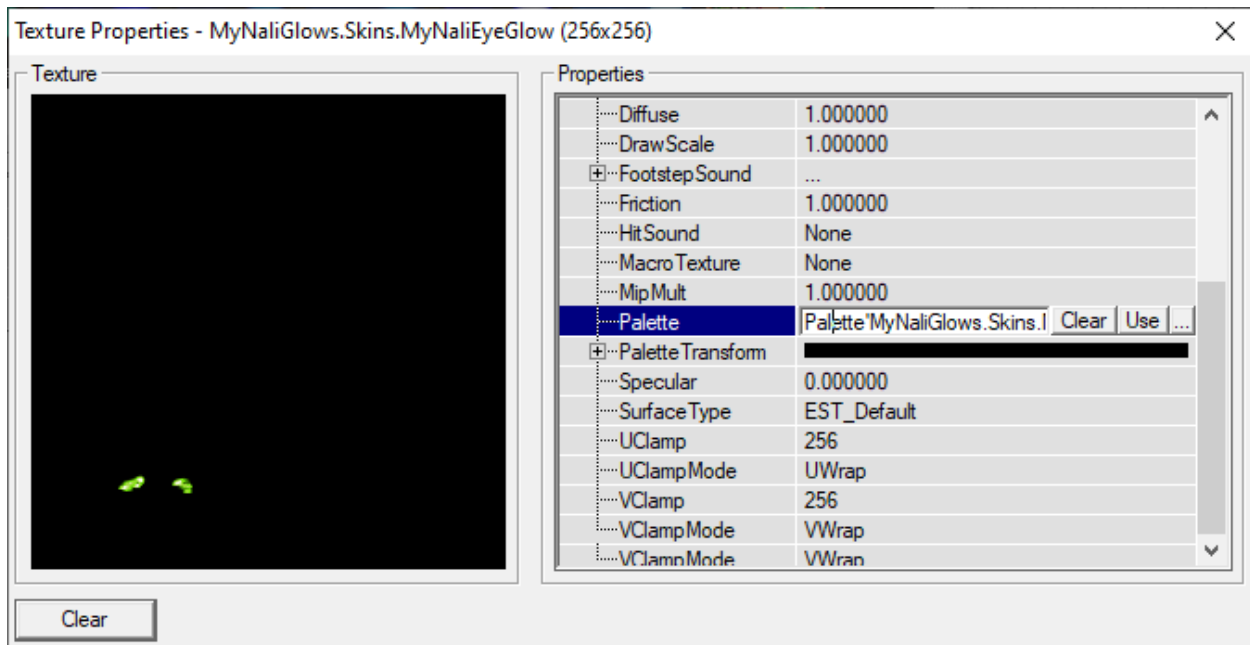 Texture Properties - MyNaliGlows.Skins.MyNaliEyeGlow (256x256)
Texture
Properties
Diffuse 1.000000
DrawScale 1.000000
FootstepSound ...
Friction 1.000000
HitSound None
MacroTexture None
MipMult 1.000000
Palette Palette'MyNaliGlows.Skins. Clear Use ...
PaletteTransform
Specular 0.000000
SurfaceType EST_Default
UClamp 256
UClampMode UWrap
VClamp 256
VClampMode VWrap
VClampMode VWrap
Clear